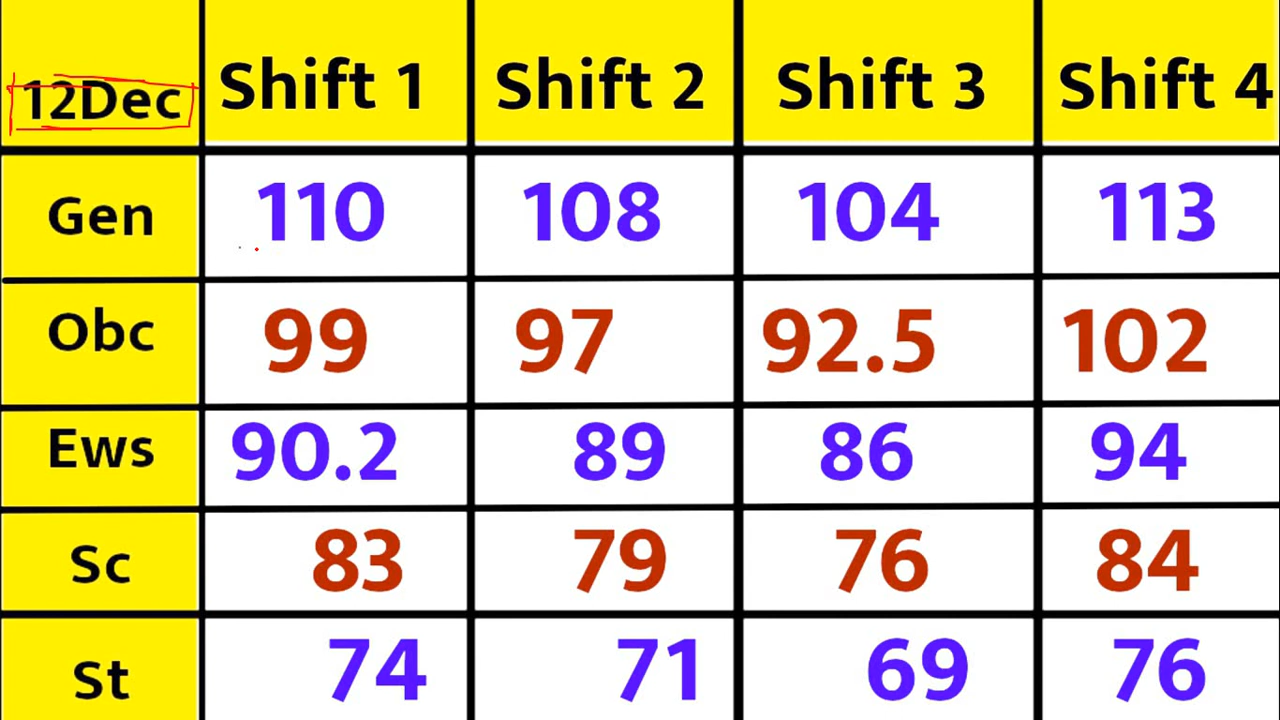 12Dec Shift 1 Shift 2 Shift 3 Shift 4
Gen 110 108 104 113
Obc 99 97 92.5 102
Ews 90.2 89 86 94
Sc 83 79 76 84
St 74 71 69 76